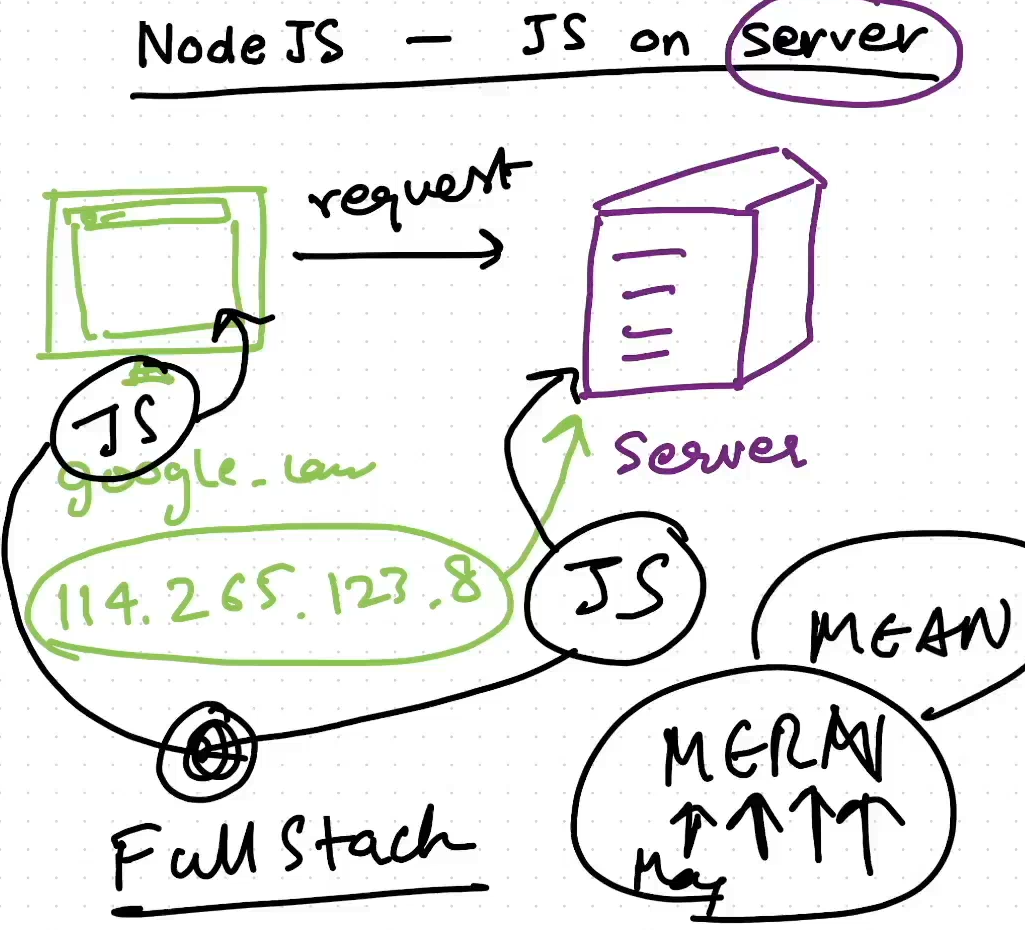 Node JS — JS on server
request
JS
google.com
Server
114.265.123.8
JS
MEAN
MERN
Full Stack